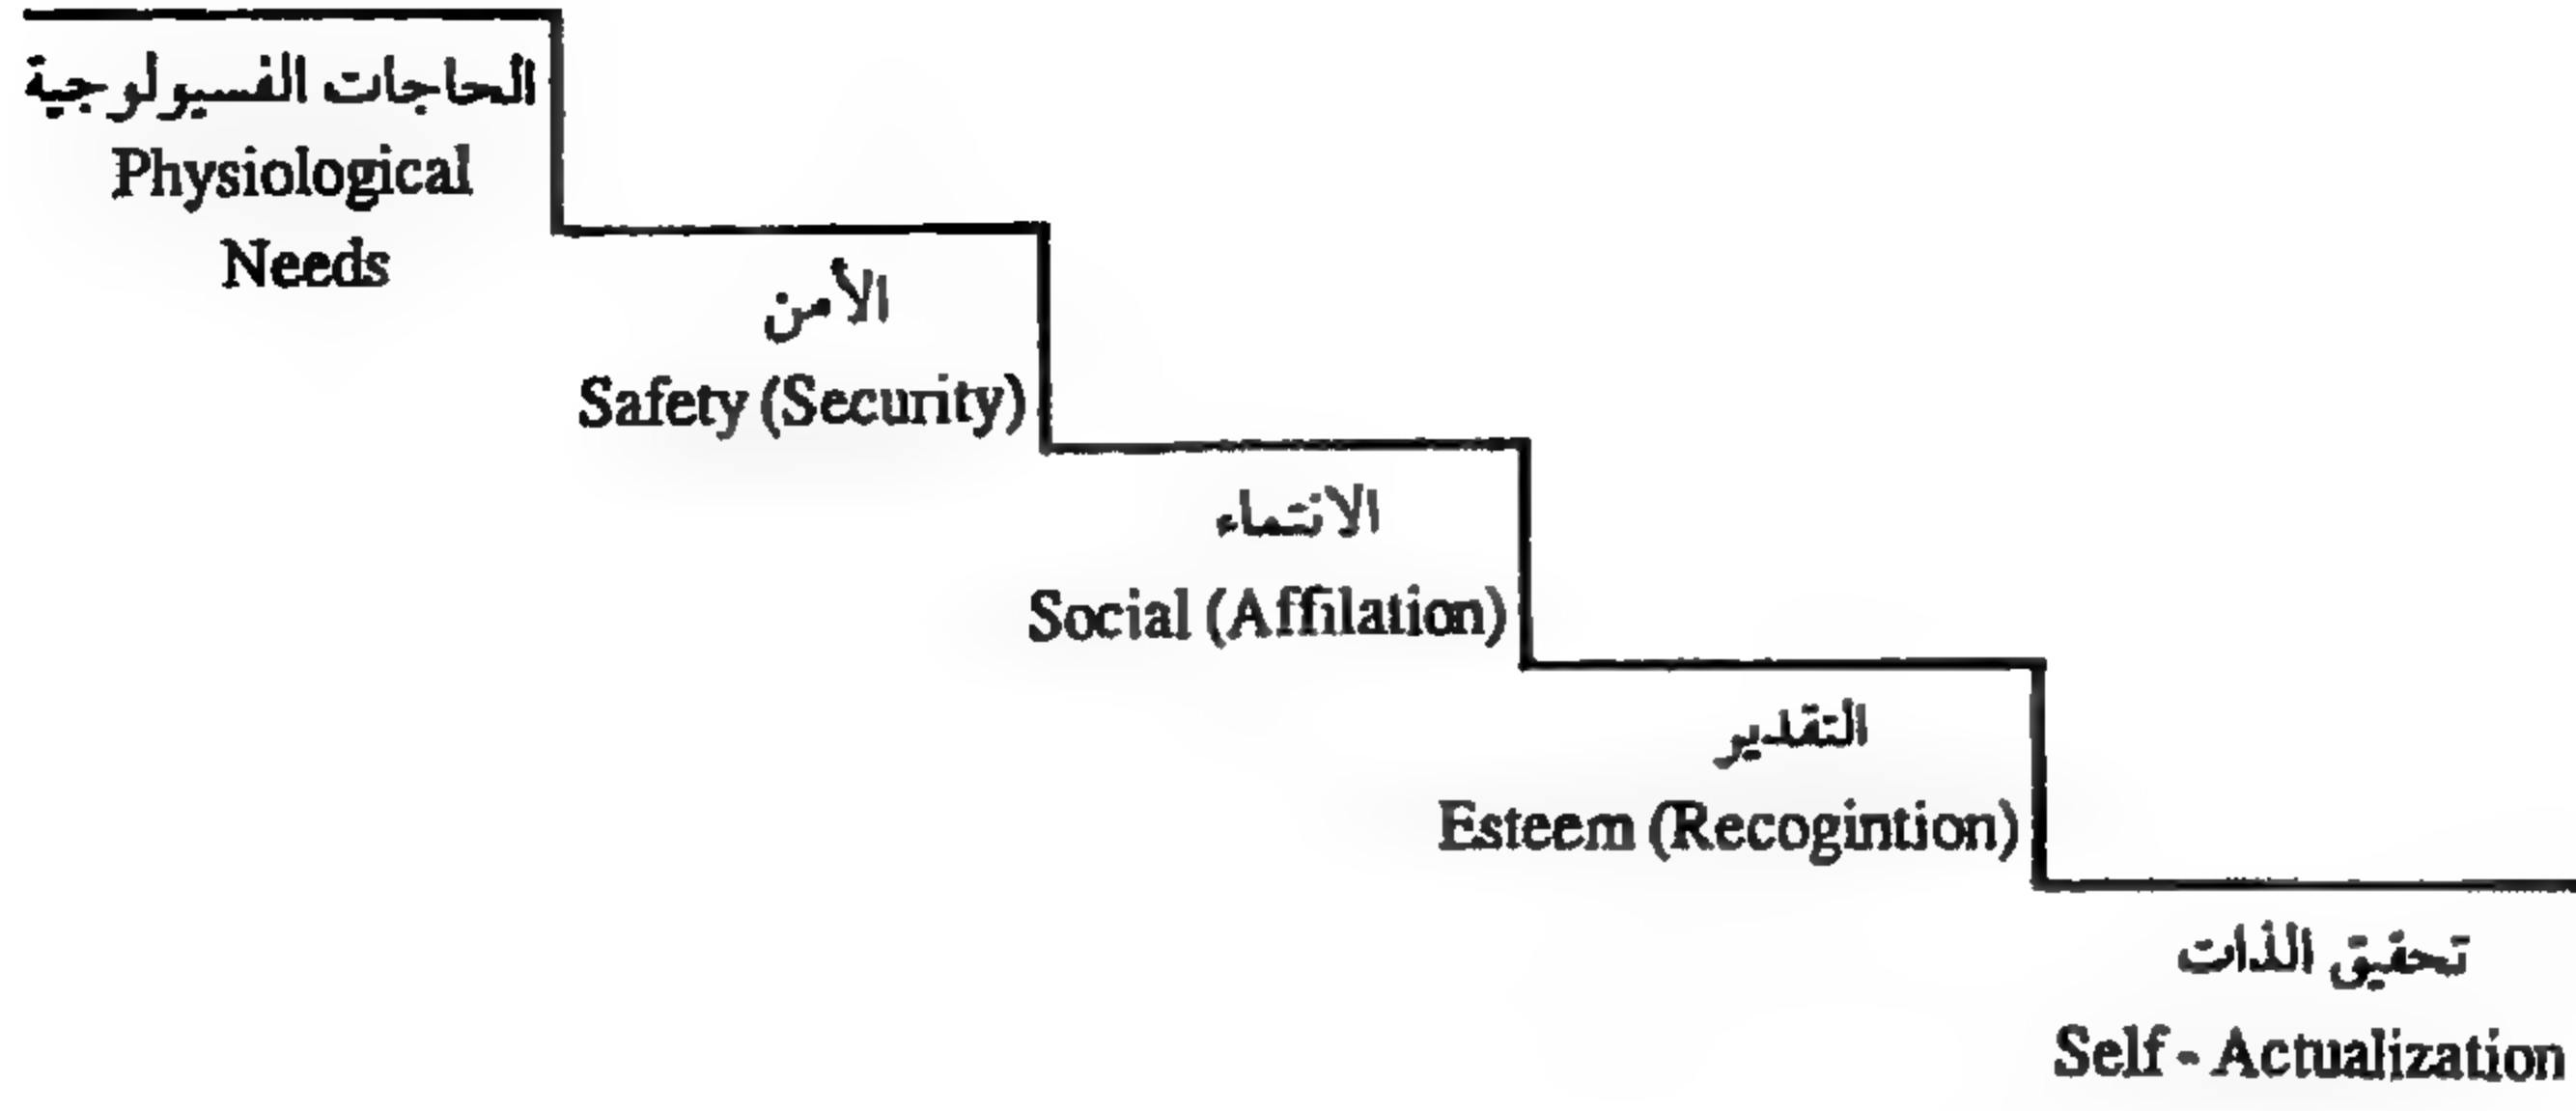 الحاجات الفسيولوجية
Physiological
Needs
الأمن
Safety (Security)
الانتماء
Social (Affilation)
التقدير
Esteem (Recogintion)
تحقيق الذات
Self - Actualization